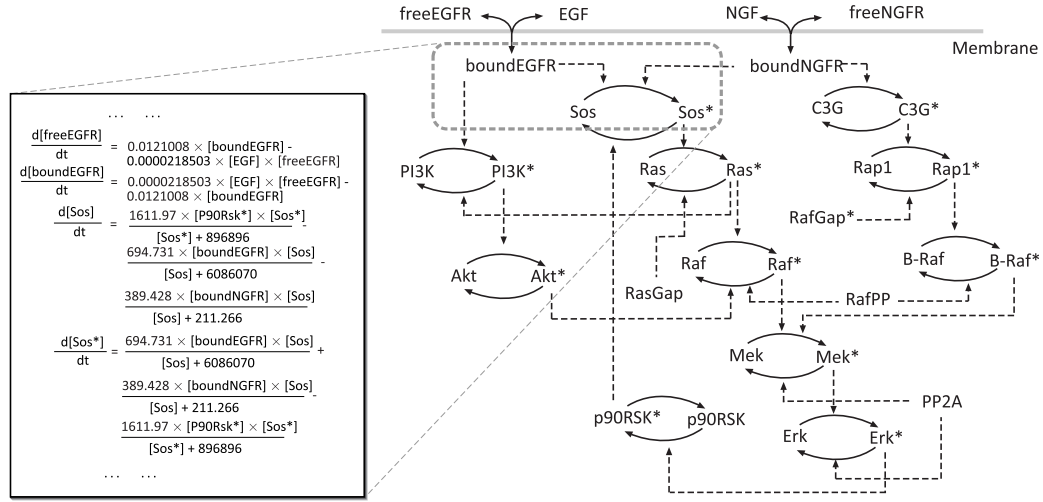 freeEGFR EGF NGF freeNGFR
Membrane
boundEGFR boundNGFR
Sos Sos* C3G C3G*
PI3K PI3K* Ras Ras* Rap1 Rap1*
RafGap*
Akt Akt* RasGap Raf Raf* B-Raf B-Raf*
RafPP
Mek Mek*
PP2A
p90RSK* p90RSK Erk Erk*
... ...
d[freeEGFR]
dt
= 0.0121008 × [boundEGFR] -
0.0000218503 × [EGF] × [freeEGFR]
d[boundEGFR]
dt
= 0.0000218503 × [EGF] × [freeEGFR] -
0.0121008 × [boundEGFR]
d[Sos]
dt
= 1611.97 × [P90Rsk*] × [Sos*] -
[Sos*] + 896896
694.731 × [boundEGFR] × [Sos] -
[Sos] + 6086070
389.428 × [boundNGFR] × [Sos]
[Sos] + 211.266
d[Sos*]
dt
= 694.731 × [boundEGFR] × [Sos] +
[Sos] + 6086070
389.428 × [boundNGFR] × [Sos] -
[Sos] + 211.266
1611.97 × [P90Rsk*] × [Sos*]
[Sos*] + 896896
... ...